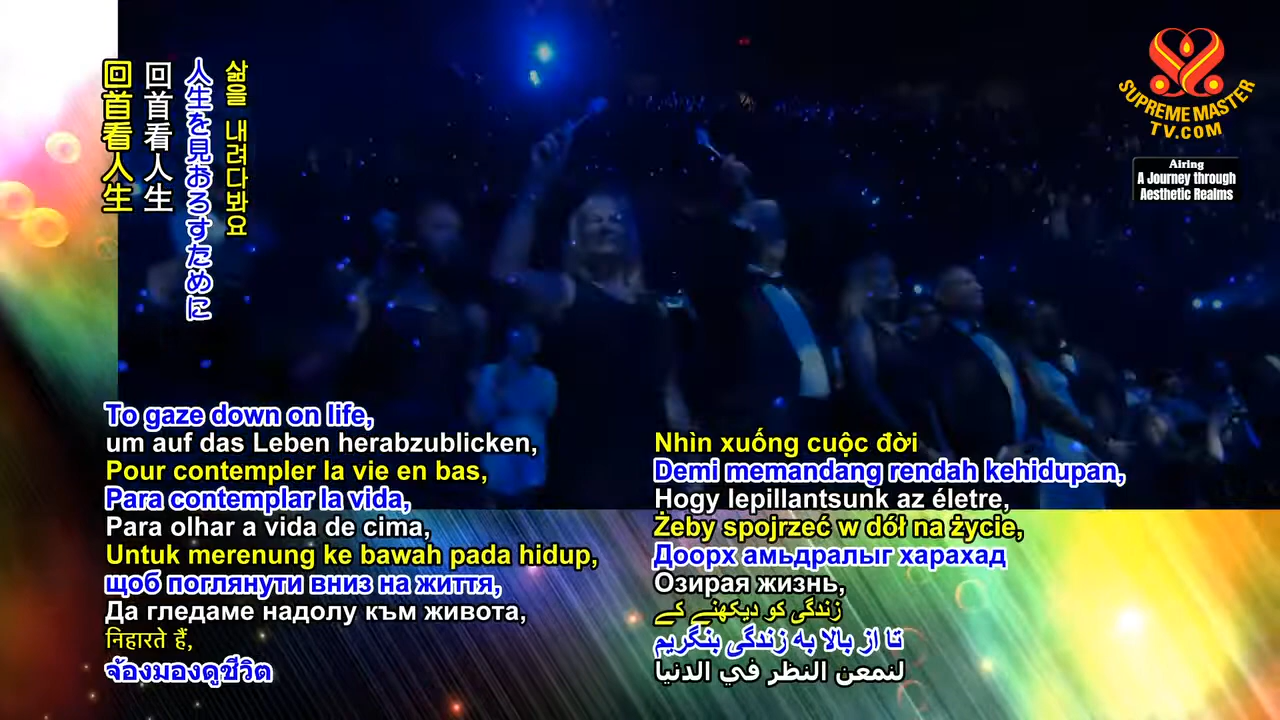 回首看人生
回首看人生
人生を見おろすために
삶을 내려다봐요
SUPREME MASTER
TV.COM
Airing
A Journey through
Aesthetic Realms
To gaze down on life,
um auf das Leben herabzublicken,
Pour contempler la vie en bas,
Para contemplar la vida,
Para olhar a vida de cima,
Untuk merenung ke bawah pada hidup,
щоб поглянути вниз на життя,
Да гледаме надолу към живота,
निहारते हैं,
จ้องมองดูชีวิต
Nhìn xuống cuộc đời
Demi memandang rendah kehidupan,
Hogy lepillantsunk az életre,
Żeby spojrzeć w dół na życie,
Доорх амьдралыг харахад
Озирая жизнь,
زندگی کو دیکھنے کے
تا از بالا به زندگی بنگریم
لنمعن النظر في الدنيا